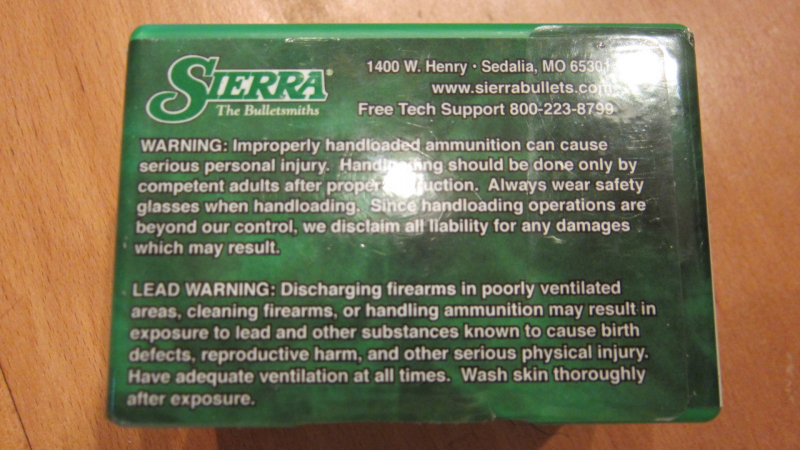 SIERRA®
The Bulletsmiths
1400 W. Henry · Sedalia, MO 65301
www.sierrabullets.com
Free Tech Support 800-223-8799
WARNING: Improperly handloaded ammunition can cause
serious personal injury. Handloading should be done only by
competent adults after proper instruction. Always wear safety
glasses when handloading. Since handloading operations are
beyond our control, we disclaim all liability for any damages
which may result.
LEAD WARNING: Discharging firearms in poorly ventilated
areas, cleaning firearms, or handling ammunition may result in
exposure to lead and other substances known to cause birth
defects, reproductive harm, and other serious physical injury.
Have adequate ventilation at all times. Wash skin thoroughly
after exposure.